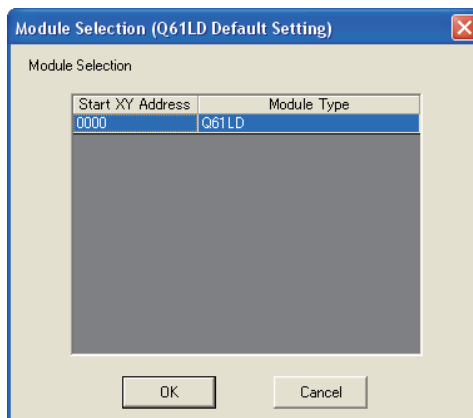 Module Selection (Q61LD Default Setting)
Module Selection
Start XY Address Module Type
0000 Q61LD
OK Cancel